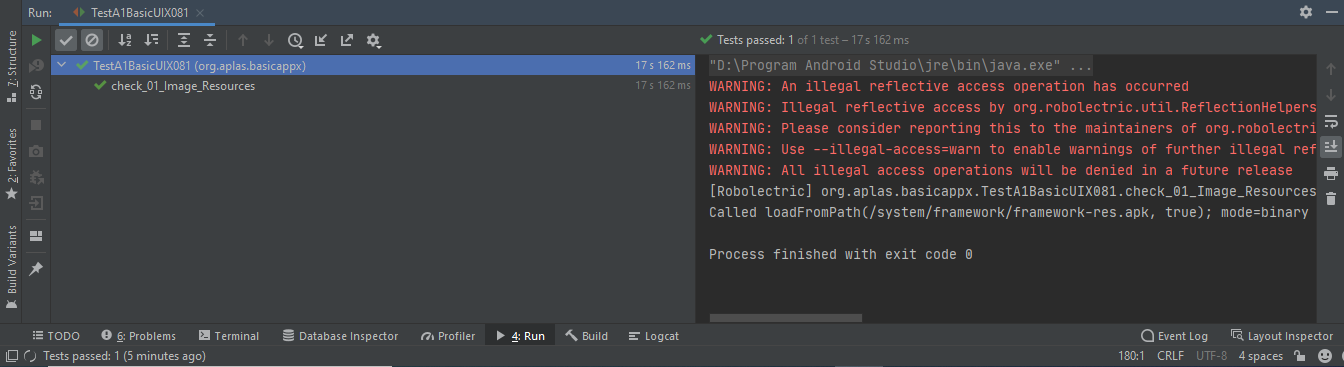 Run: TestA1BasicUIX081
Tests passed: 1 of 1 test – 17 s 162 ms
TestA1BasicUIX081 (org.aplas.basicappx) 17 s 162 ms
check_01_Image_Resources 17 s 162 ms
"D:\Program Android Studio\jre\bin\java.exe" ...
WARNING: An illegal reflective access operation has occurred
WARNING: Illegal reflective access by org.robolectric.util.ReflectionHelpers
WARNING: Please consider reporting this to the maintainers of org.robolectri
WARNING: Use --illegal-access=warn to enable warnings of further illegal ref
WARNING: All illegal access operations will be denied in a future release
[Robolectric] org.aplas.basicappx.TestA1BasicUIX081.check_01_Image_Resources
Called loadFromPath(/system/framework/framework-res.apk, true); mode=binary
Process finished with exit code 0
Z: Structure
2: Favorites
Build Variants
TODO 6: Problems Terminal Database Inspector Profiler 4: Run Build Logcat Event Log Layout Inspector
Tests passed: 1 (5 minutes ago) 180:1 CRLF UTF-8 4 spaces